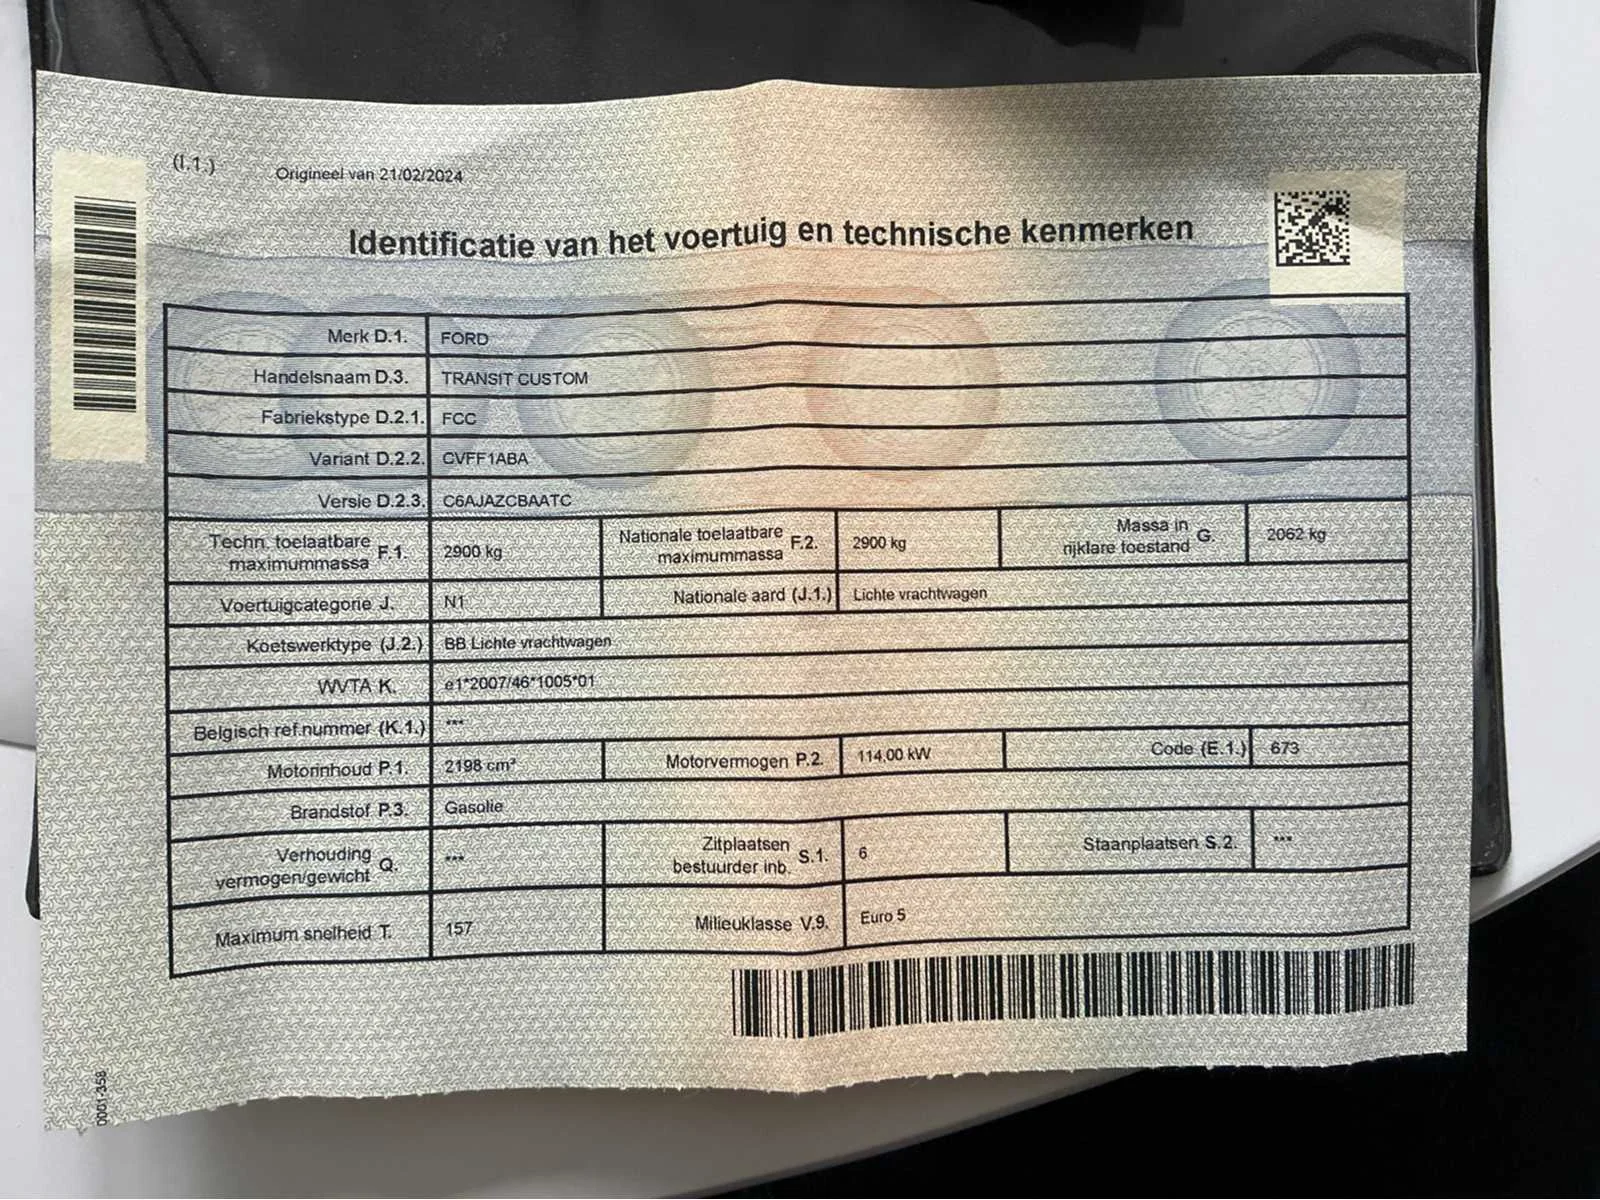 (I.1.)
Origineel van 21/02/2024
Identificatie van het voertuig en technische kenmerken
Merk D.1. FORD
Handelsnaam D.3. TRANSIT CUSTOM
Fabriekstype D.2.1. FCC
Variant D.2.2. CVFF1ABA
Versie D.2.3. C6AJAZCBAATC
Techn. toelaatbare maximummassa F.1. 2900 kg Nationale toelaatbare maximummassa F.2. 2900 kg Massa in rijklare toestand G. 2062 kg
Voertuigcategorie J. N1 Nationale aard (J.1.) Lichte vrachtwagen
Koetswerktype (J.2.) BB Lichte vrachtwagen
WVTA K. e1*2007/46*1005*01
Belgisch ref.nummer (K.1.) ***
Motorinhoud P.1. 2198 cm³ Motorvermogen P.2. 114,00 kW Code (E.1.) 673
Brandstof P.3. Gasolie
Verhouding vermogen/gewicht Q. *** Zitplaatsen bestuurder inb. S.1. 6 Staanplaatsen S.2. ***
Maximum snelheid T. 157 Milieuklasse V.9. Euro 5
0001-358